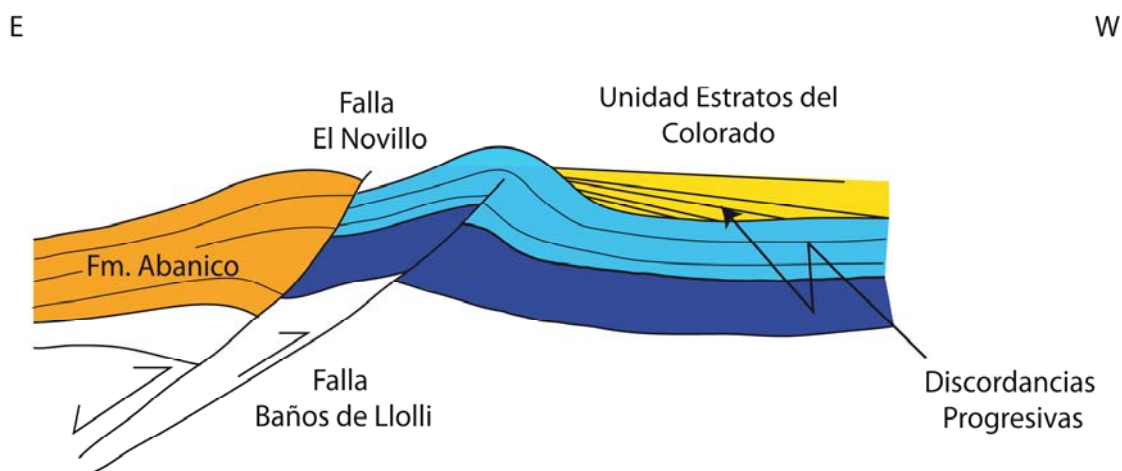 E
W
Falla
El Novillo
Unidad Estratos del
Colorado
Fm. Abanico
Falla
Baños de Llolli
Discordancias
Progresivas